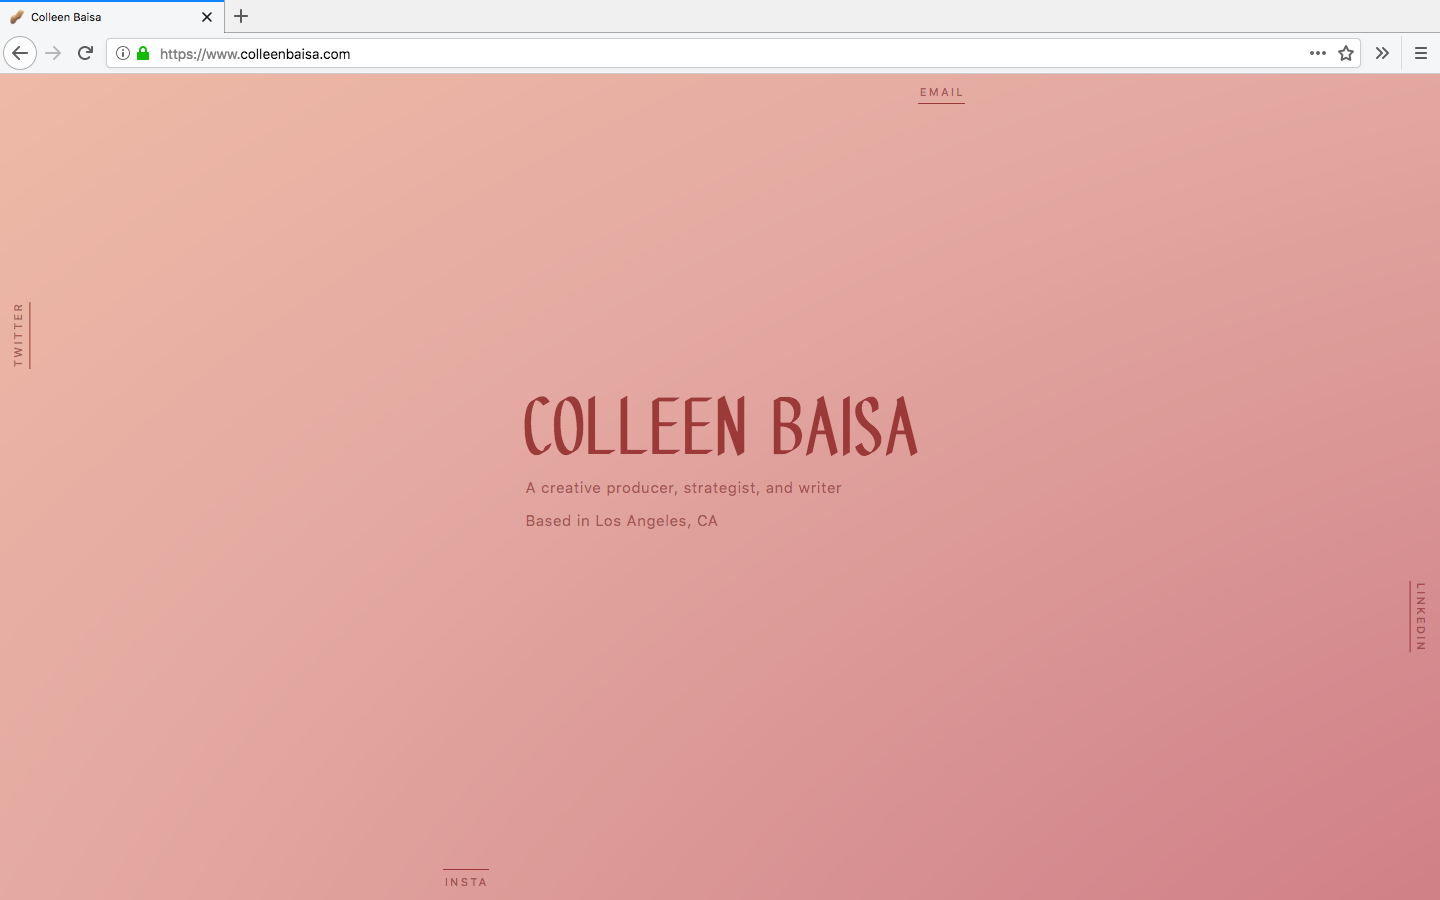 Colleen Baisa
https://www.colleenbaisa.com
EMAIL
TWITTER
COLLEEN BAISA
A creative producer, strategist, and writer
Based in Los Angeles, CA
LINKEDIN
INSTA